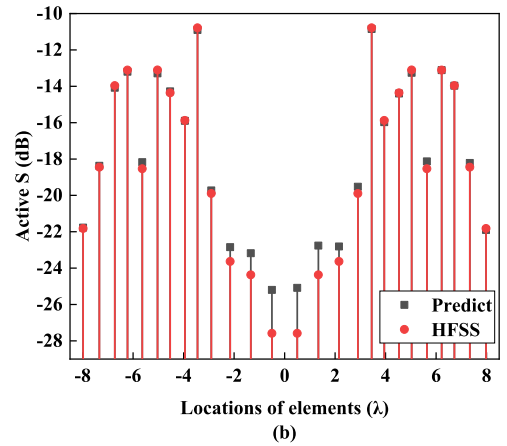 -10
-12
-14
-16
-18
-20
-22
-24
-26
-28
Active S (dB)
Predict
HFSS
-8 -6 -4 -2 0 2 4 6 8
Locations of elements (λ)
(b)